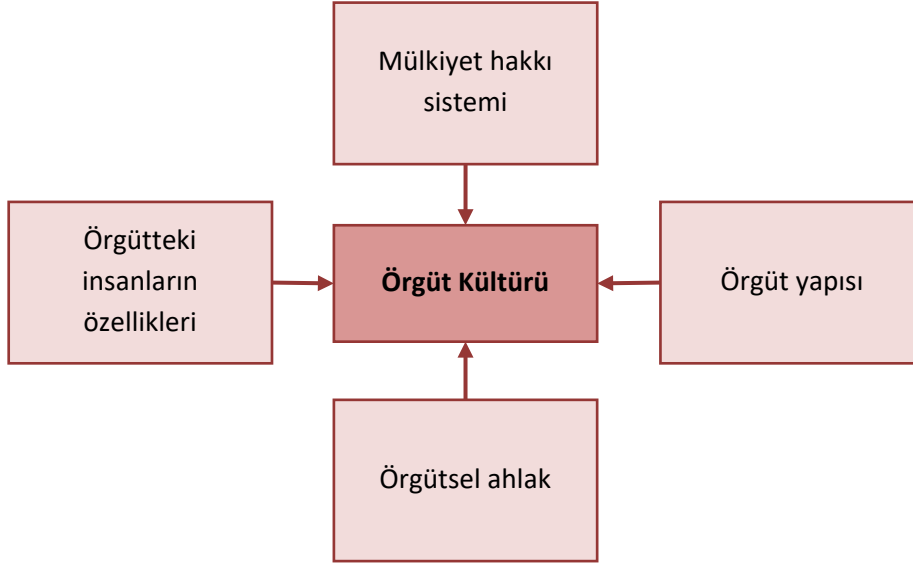 Mülkiyet hakkı
sistemi
Örgütteki
insanların
özellikleri
Örgüt Kültürü
Örgüt yapısı
Örgütsel ahlak